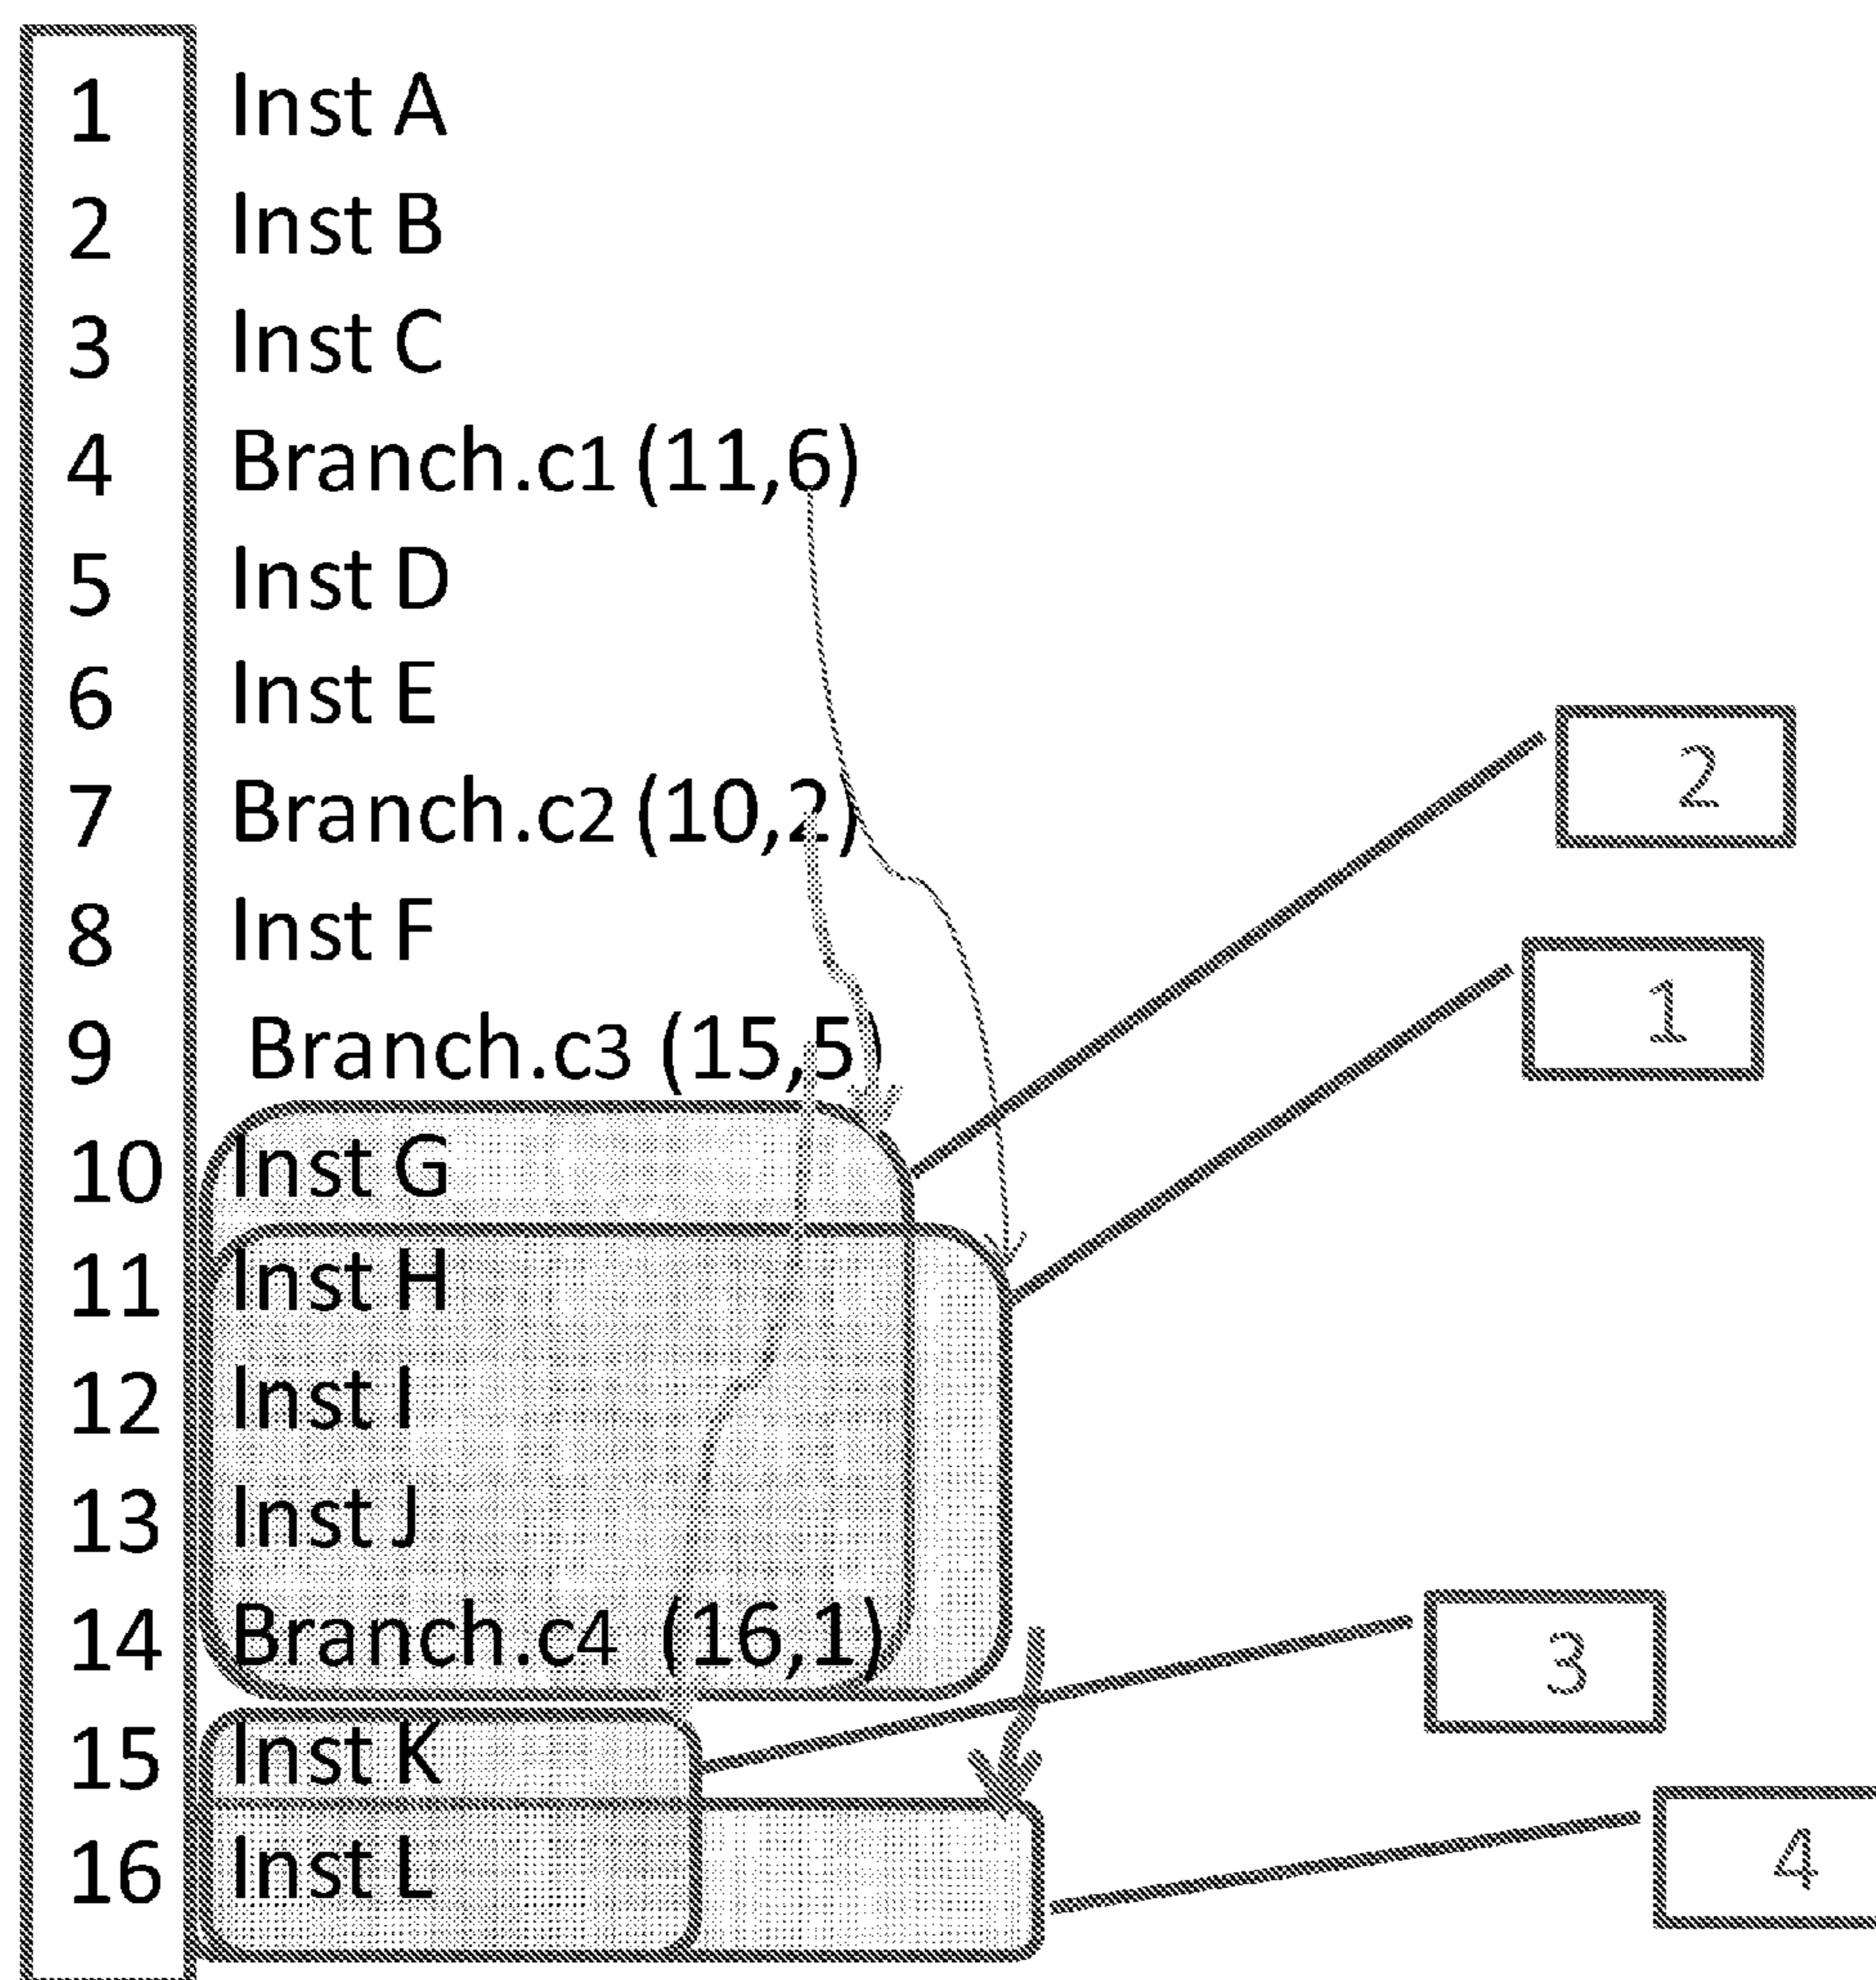 1 Inst A
2 Inst B
3 Inst C
4 Branch.c1 (11,6)
5 Inst D
6 Inst E
2
7 Branch.c2 (10,2)
8 Inst F
1
9 Branch.c3 (15,5)
10 Inst G
11 Inst H
12 Inst I
13 Inst J
14 Branch.c4 (16,1)
3
15 Inst K
16 Inst L
4